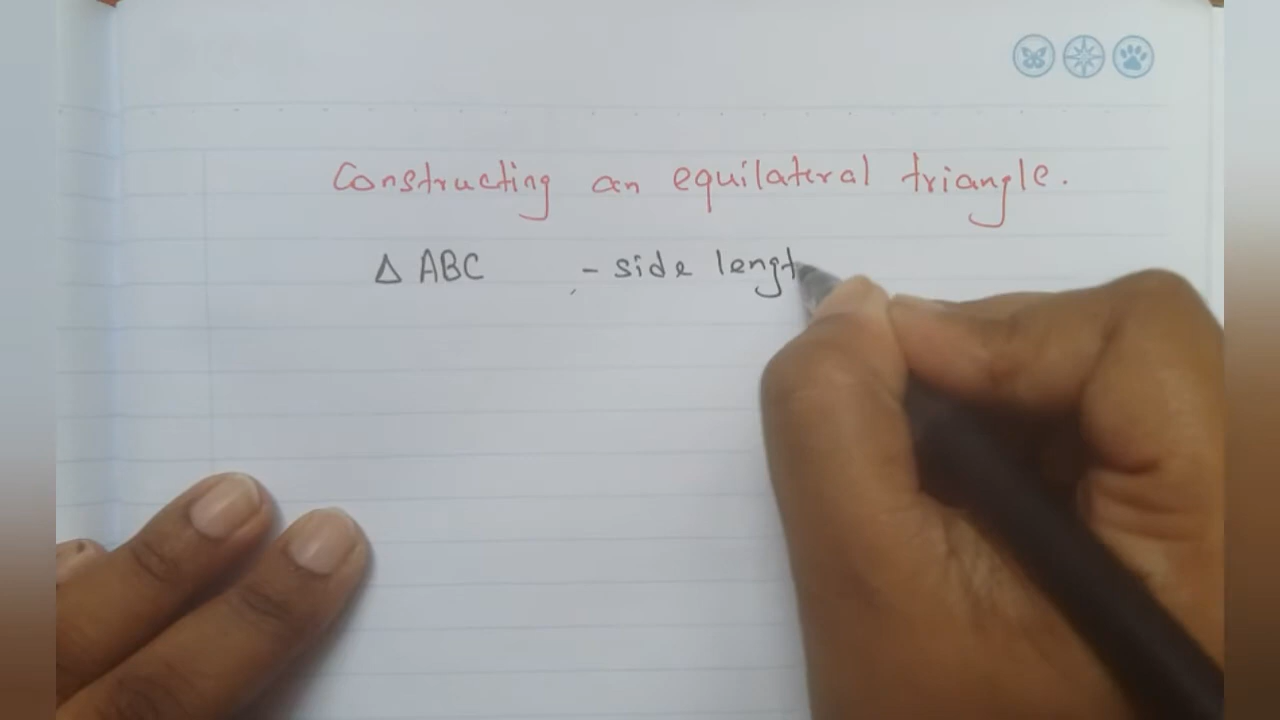 Constructing an equilateral triangle.
Δ ABC - side lengt